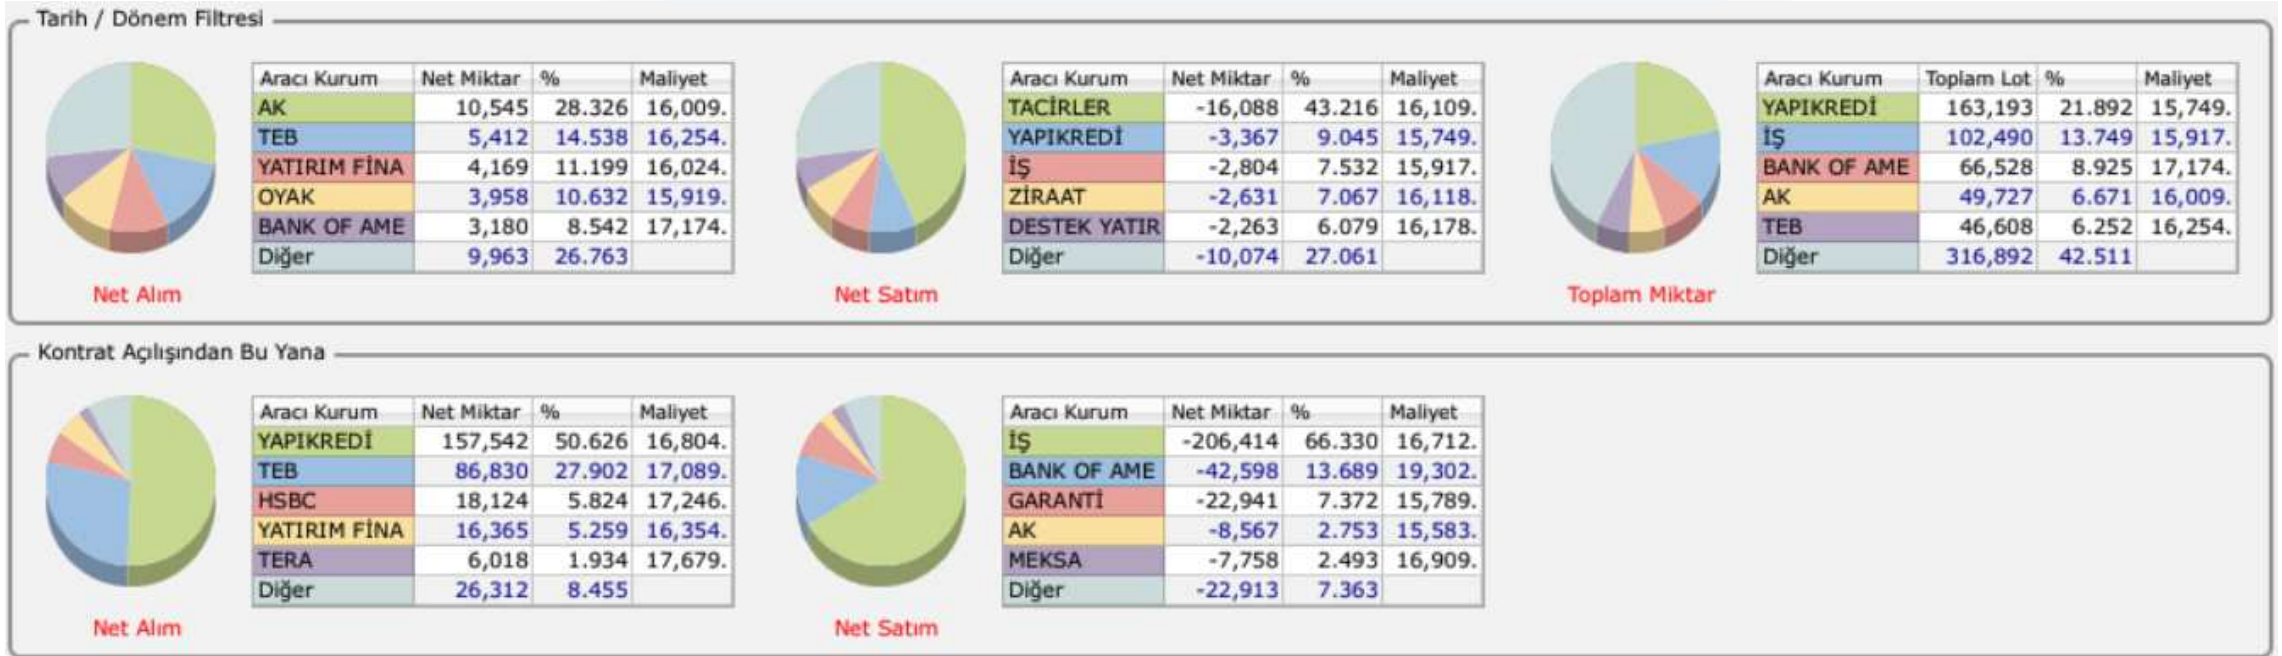 Tarih / Dönem Filtresi
Aracı Kurum Net Miktar % Maliyet
AK 10,545 28.326 16,009.
TEB 5,412 14.538 16,254.
YATIRIM FİNA 4,169 11.199 16,024.
OYAK 3,958 10.632 15,919.
BANK OF AME 3,180 8.542 17,174.
Diğer 9,963 26.763
Net Alım
Aracı Kurum Net Miktar % Maliyet
TACİRLER -16,088 43.216 16,109.
YAPIKREDİ -3,367 9.045 15,749.
İŞ -2,804 7.532 15,917.
ZİRAAT -2,631 7.067 16,118.
DESTEK YATIR -2,263 6.079 16,178.
Diğer -10,074 27.061
Net Satım
Aracı Kurum Toplam Lot % Maliyet
YAPIKREDİ 163,193 21.892 15,749.
İŞ 102,490 13.749 15,917.
BANK OF AME 66,528 8.925 17,174.
AK 49,727 6.671 16,009.
TEB 46,608 6.252 16,254.
Diğer 316,892 42.511
Toplam Miktar
Kontrat Açılışından Bu Yana
Aracı Kurum Net Miktar % Maliyet
YAPIKREDİ 157,542 50.626 16,804.
TEB 86,830 27.902 17,089.
HSBC 18,124 5.824 17,246.
YATIRIM FİNA 16,365 5.259 16,354.
TERA 6,018 1.934 17,679.
Diğer 26,312 8.455
Net Alım
Aracı Kurum Net Miktar % Maliyet
İŞ -206,414 66.330 16,712.
BANK OF AME -42,598 13.689 19,302.
GARANTİ -22,941 7.372 15,789.
AK -8,567 2.753 15,583.
MEKSA -7,758 2.493 16,909.
Diğer -22,913 7.363
Net Satım